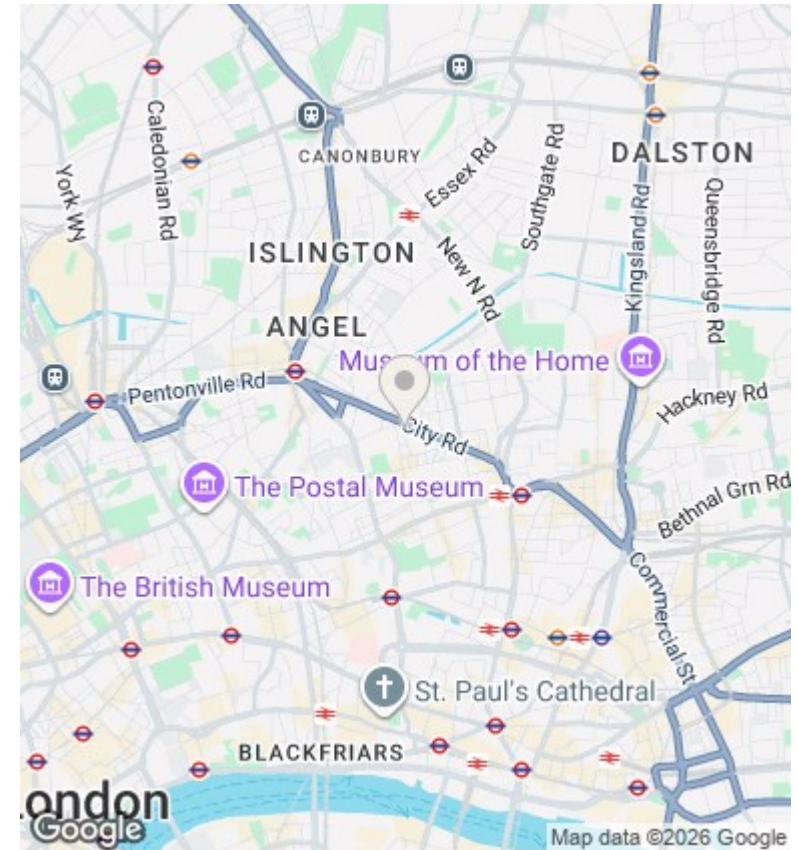 Caledonian Rd
York WN
CANONBURY
Essex Rd
Southgate Rd
DALSTON
Kingsland Rd
Queensbridge Rd
ISLINGTON
New N Rd
ANGEL
Museum of the Home
Pentonville Rd
Hackney Rd
City Rd
The Postal Museum
Bethnal Grn Rd
The British Museum
Commercial St
St. Paul's Cathedral
BLACKFRIARS
ondon
Google
Map data ©2026 Google